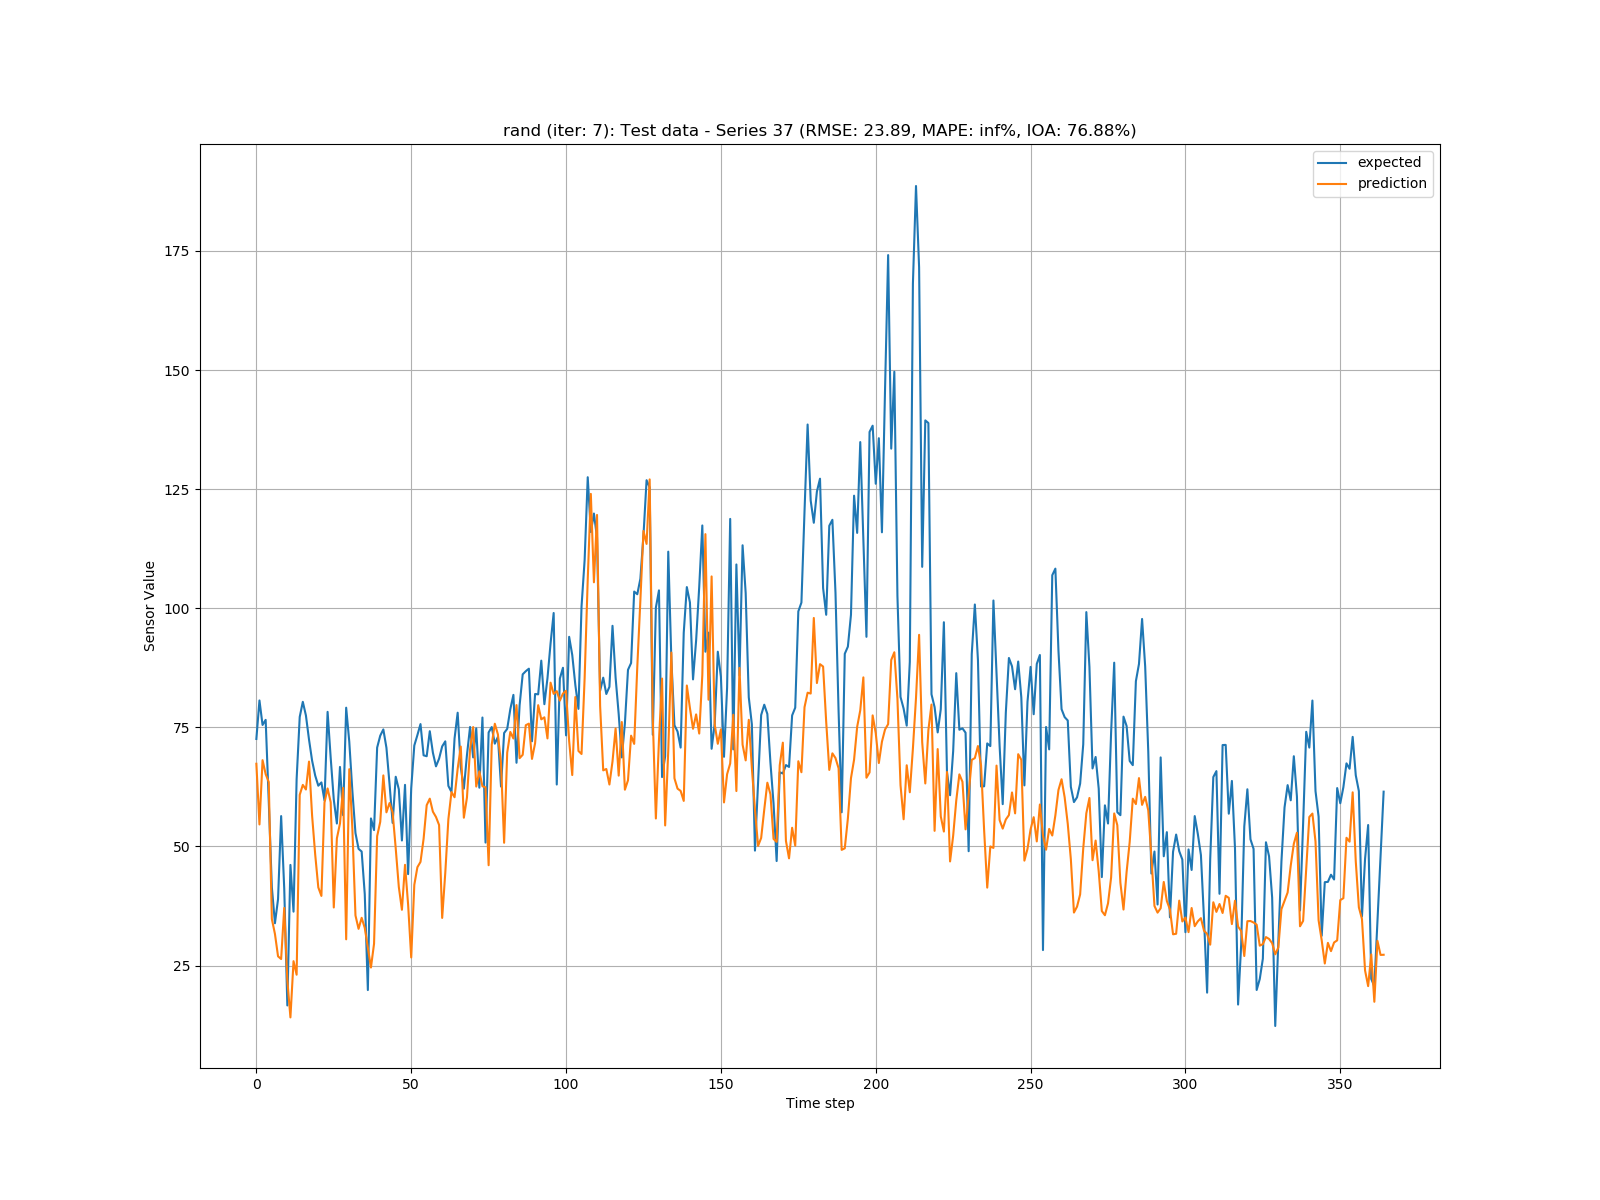 rand (iter: 7): Test data - Series 37 (RMSE: 23.89, MAPE: inf%, IOA: 76.88%)
expected
prediction
175
150
125
100
75
50
25
Sensor Value
0 50 100 150 200 250 300 350
Time step